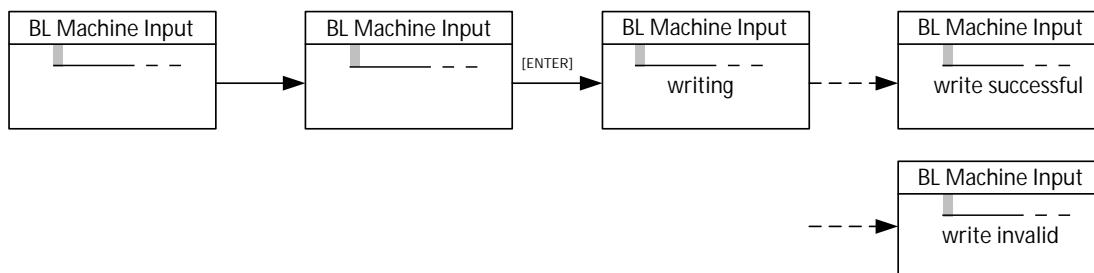 BL Machine Input
BL Machine Input
[ENTER]
BL Machine Input
writing
BL Machine Input
write successful
BL Machine Input
write invalid